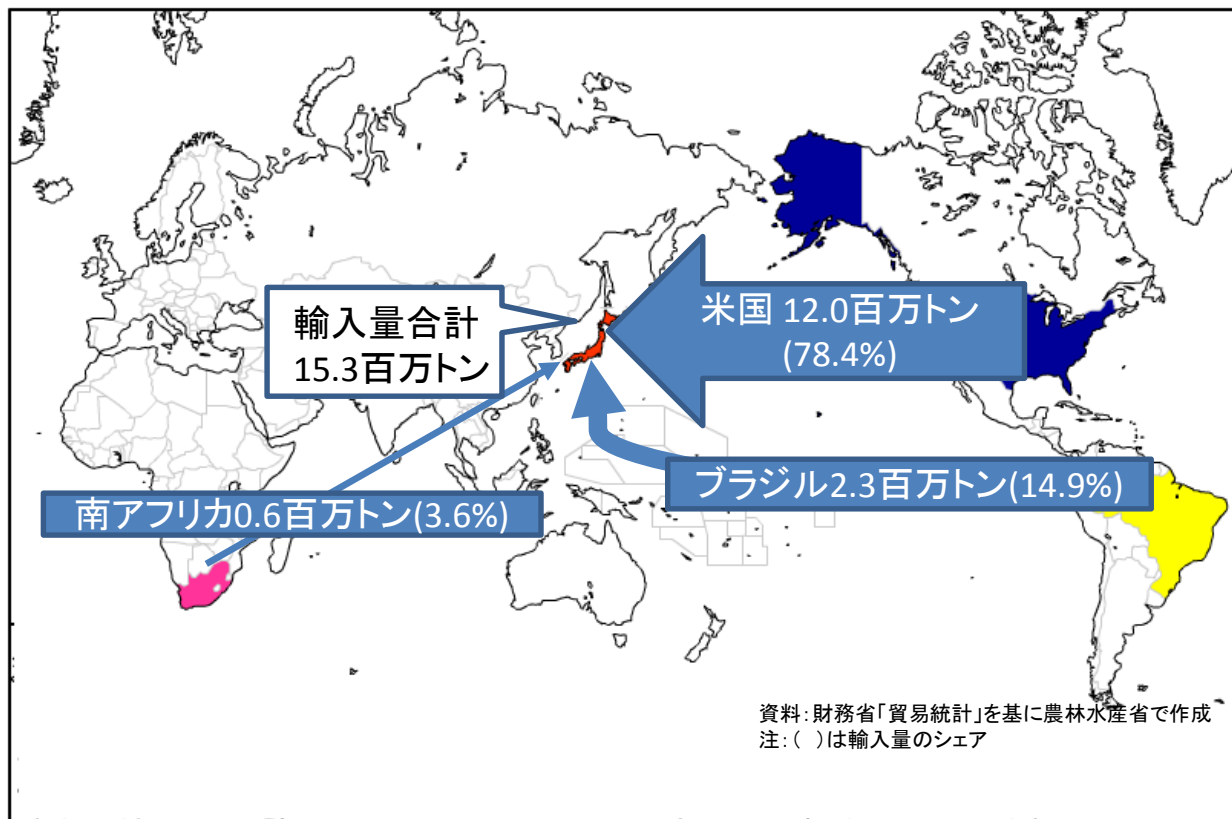 輸入量合計
15.3百万トン
米国 12.0百万トン
(78.4%)
ブラジル2.3百万トン(14.9%)
南アフリカ0.6百万トン(3.6%)
資料：財務省「貿易統計」を基に農林水産省で作成
注：(　)は輸入量のシェア